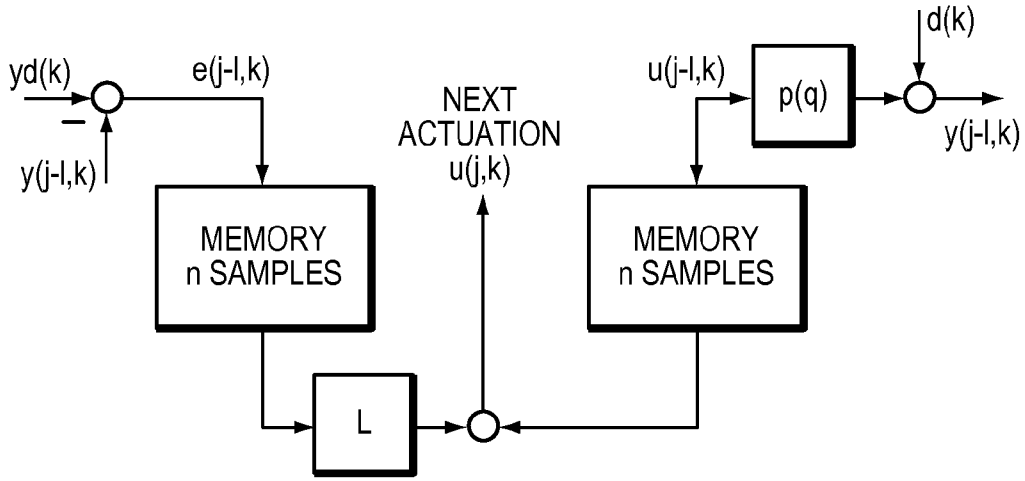 d(k)
yd(k)
e(j-l,k)
u(j-l,k)
p(q)
NEXT
ACTUATION
u(j,k)
–
y(j-l,k)
y(j-l,k)
MEMORY
n SAMPLES
MEMORY
n SAMPLES
L